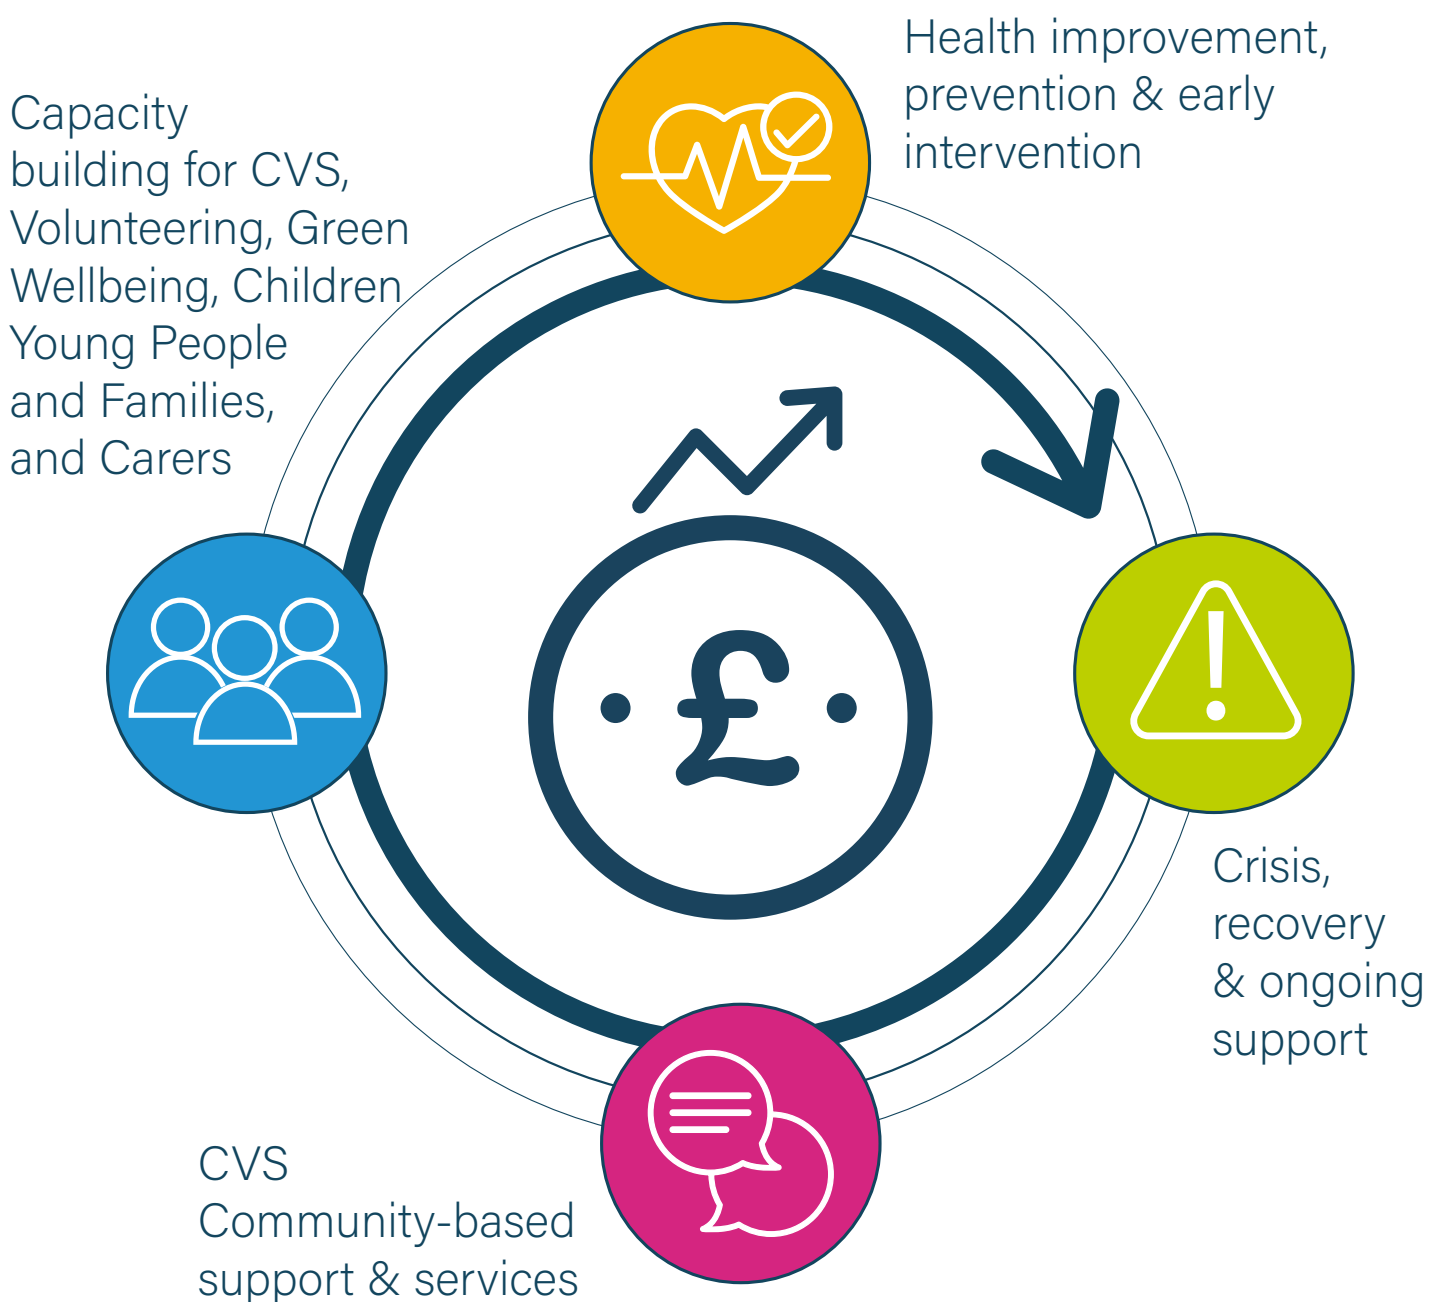 Health improvement,
prevention & early
intervention
Capacity
building for CVS,
Volunteering, Green
Wellbeing, Children
Young People
and Families,
and Carers
£
Crisis,
recovery
& ongoing
support
CVS
Community-based
support & services